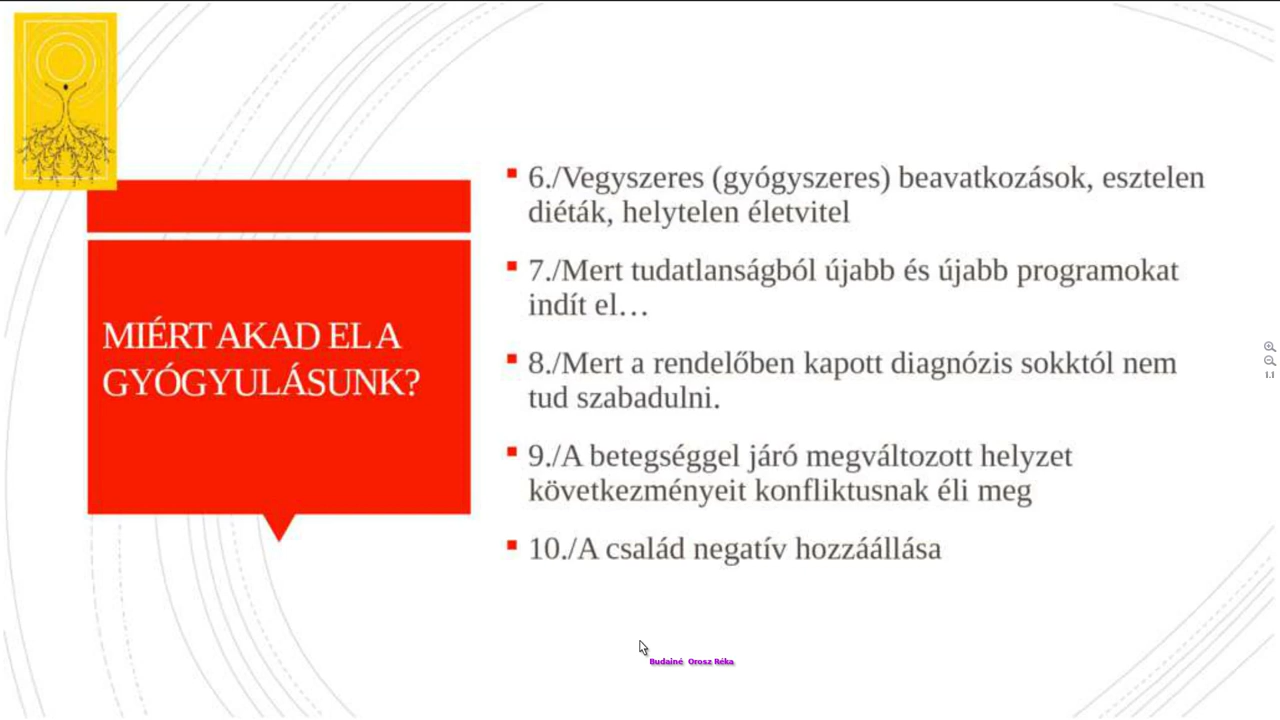 MIÉRT AKAD EL A
GYÓGYULÁSUNK?
6./Vegyszeres (gyógyszeres) beavatkozások, esztelen
diéták, helytelen életvitel
7./Mert tudatlanságból újabb és újabb programokat
indít el…
8./Mert a rendelőben kapott diagnózis sokktól nem
tud szabadulni.
9./A betegséggel járó megváltozott helyzet
következményeit konfliktusnak éli meg
10./A család negatív hozzáállása
Budainé Orosz Réka
1.1